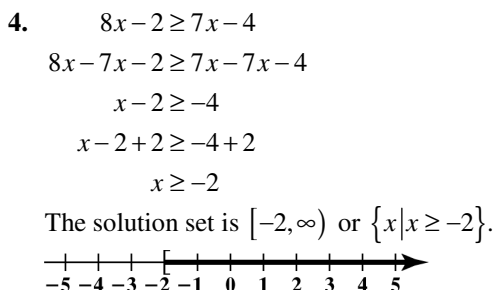 4. 8x − 2 ≥ 7x − 4
8x − 7x − 2 ≥ 7x − 7x − 4
x − 2 ≥ −4
x − 2 + 2 ≥ −4 + 2
x ≥ −2
The solution set is [−2, ∞) or {x|x ≥ −2}.
−5 −4 −3 −2 −1 0 1 2 3 4 5